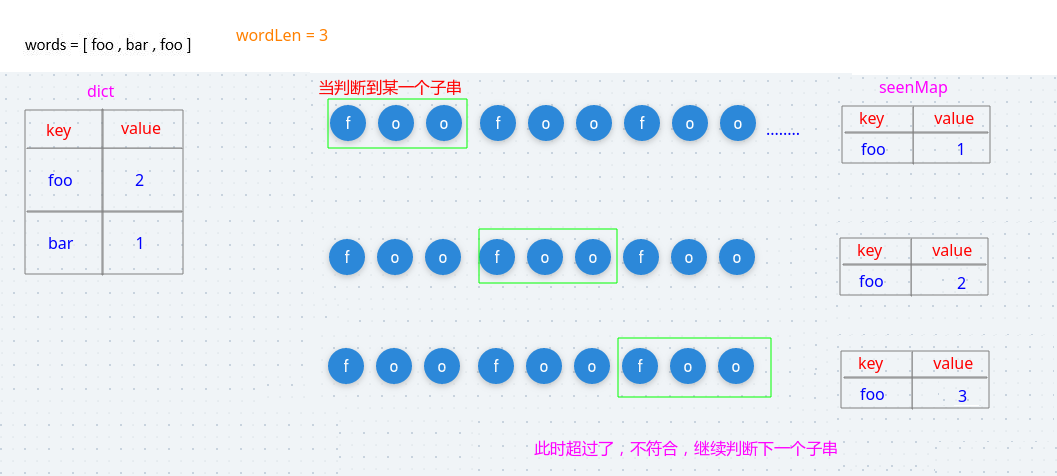 words = [ foo , bar , foo ]
wordLen = 3
dict
key value
foo 2
bar 1
当判断到某一个子串
f o o f o o f o o ........
seenMap
key value
foo 1
f o o f o o f o o
key value
foo 2
f o o f o o f o o
key value
foo 3
此时超过了，不符合，继续判断下一个子串